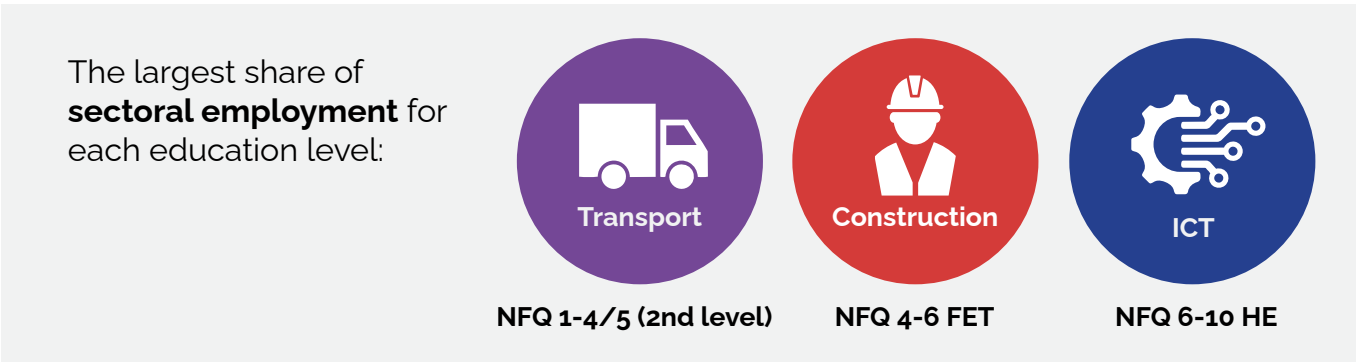 The largest share of
sectoral employment for
each education level:
Transport
Construction
ICT
NFQ 1-4/5 (2nd level)
NFQ 4-6 FET
NFQ 6-10 HE